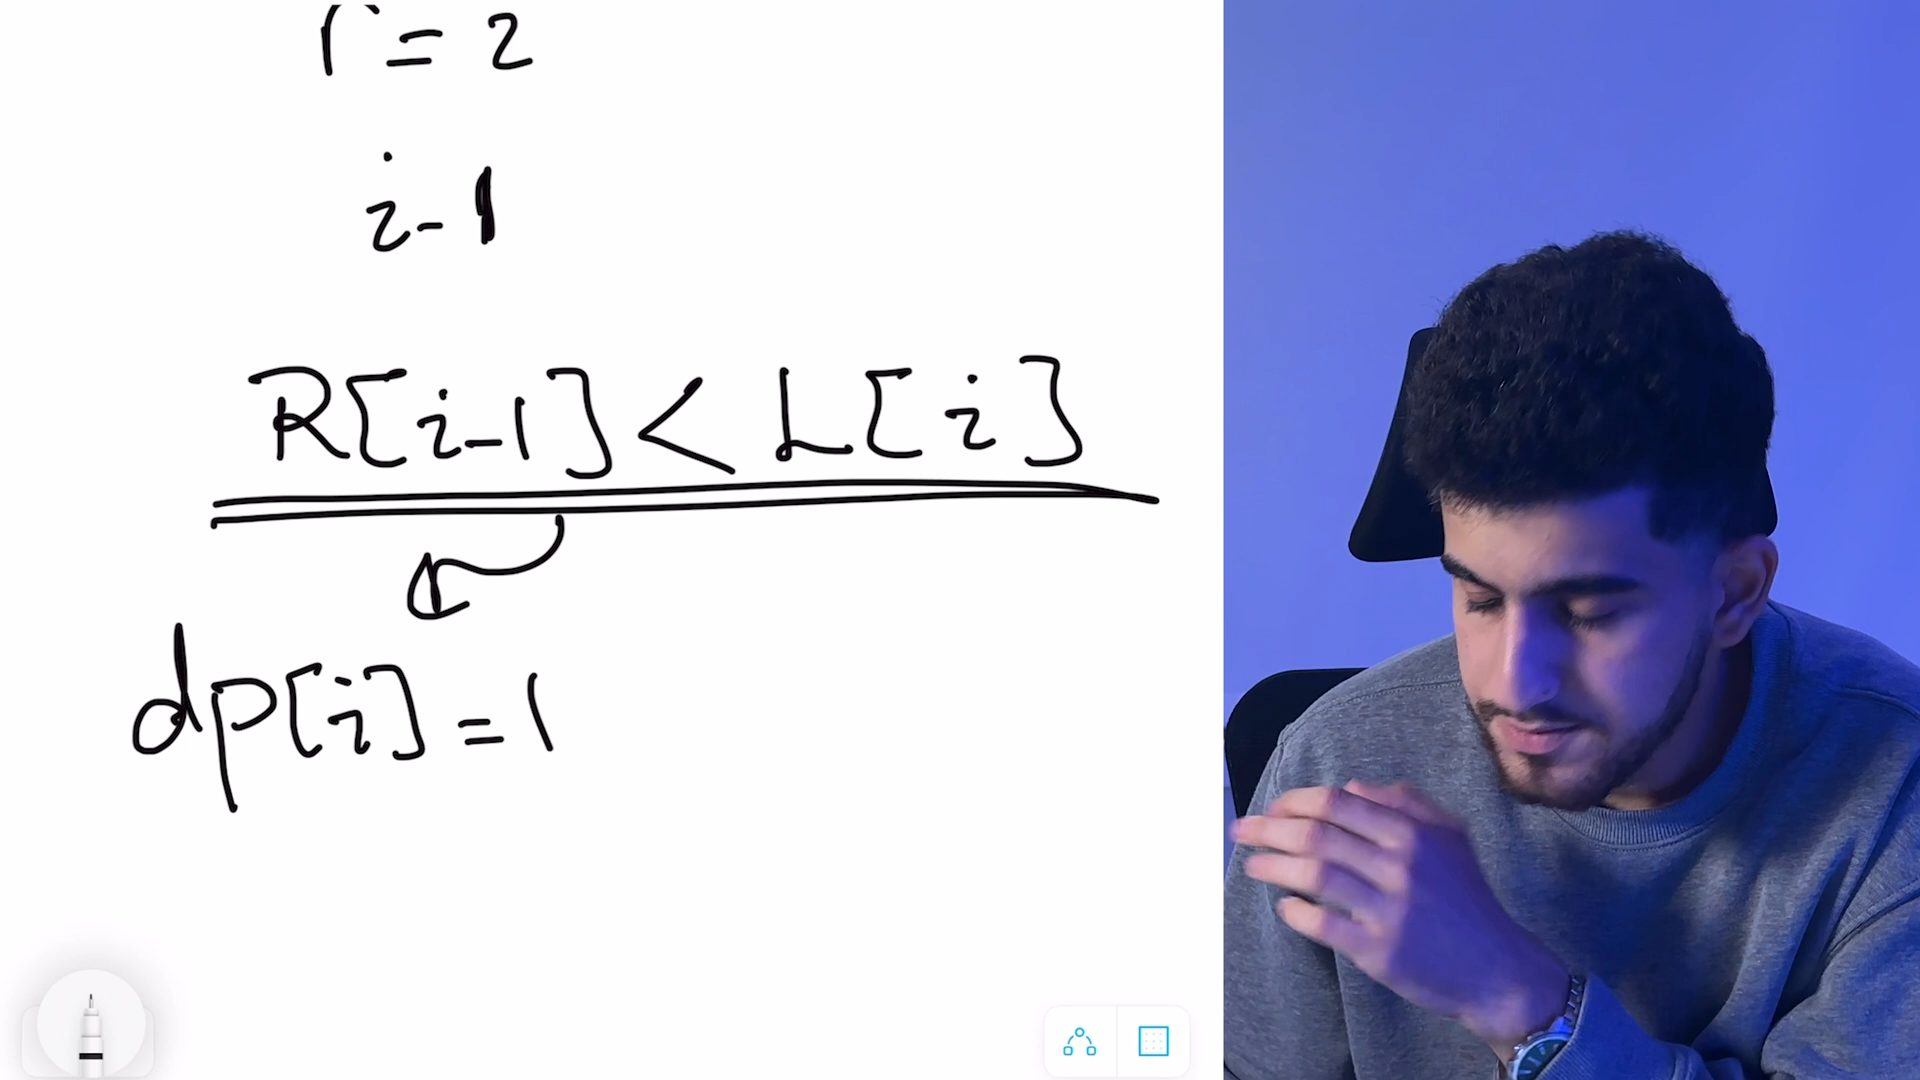 r = 2
i-1
R[i-1] < L[i]
dp[i] = 1